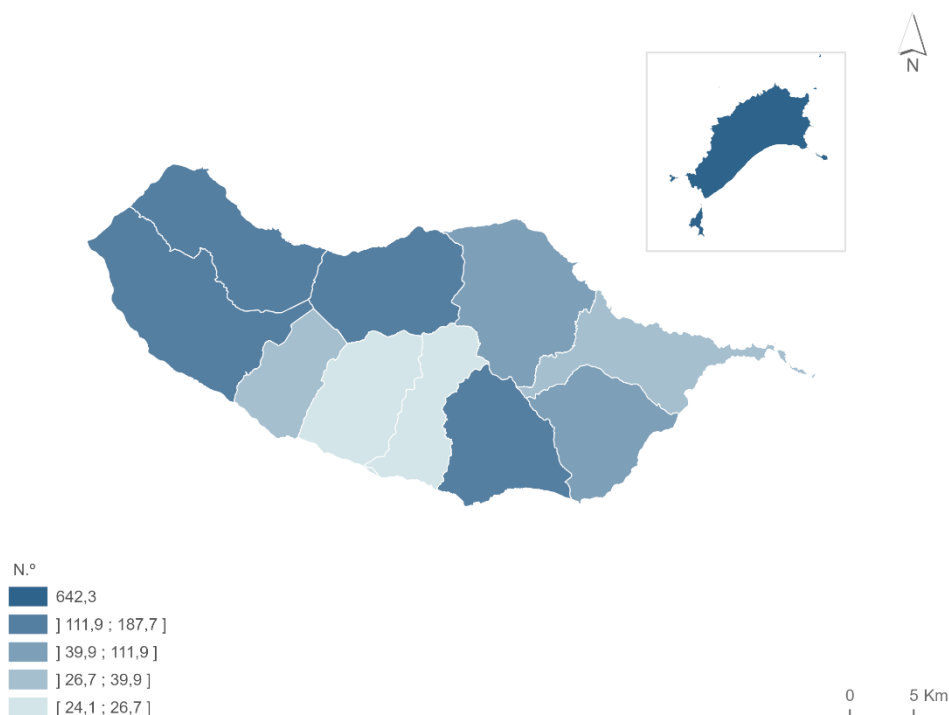 N
N.º
642,3
] 111,9 ; 187,7 ]
] 39,9 ; 111,9 ]
] 26,7 ; 39,9 ]
[ 24,1 ; 26,7 ]
0 5 Km